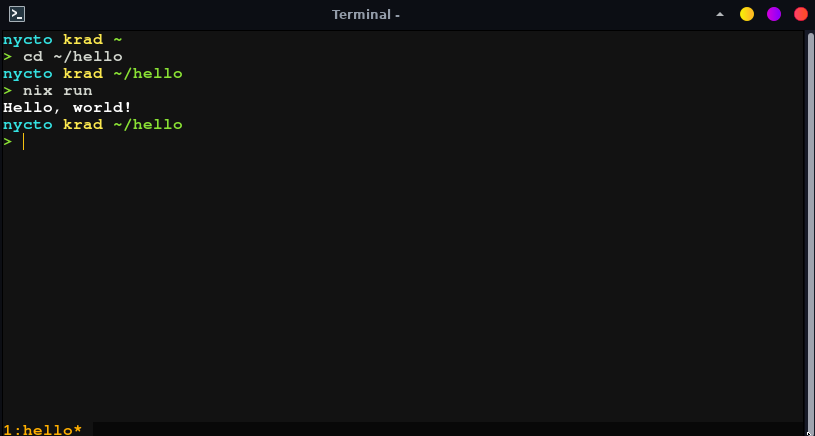 Terminal -
nycto krad ~
> cd ~/hello
nycto krad ~/hello
> nix run
Hello, world!
nycto krad ~/hello
>
1:hello*